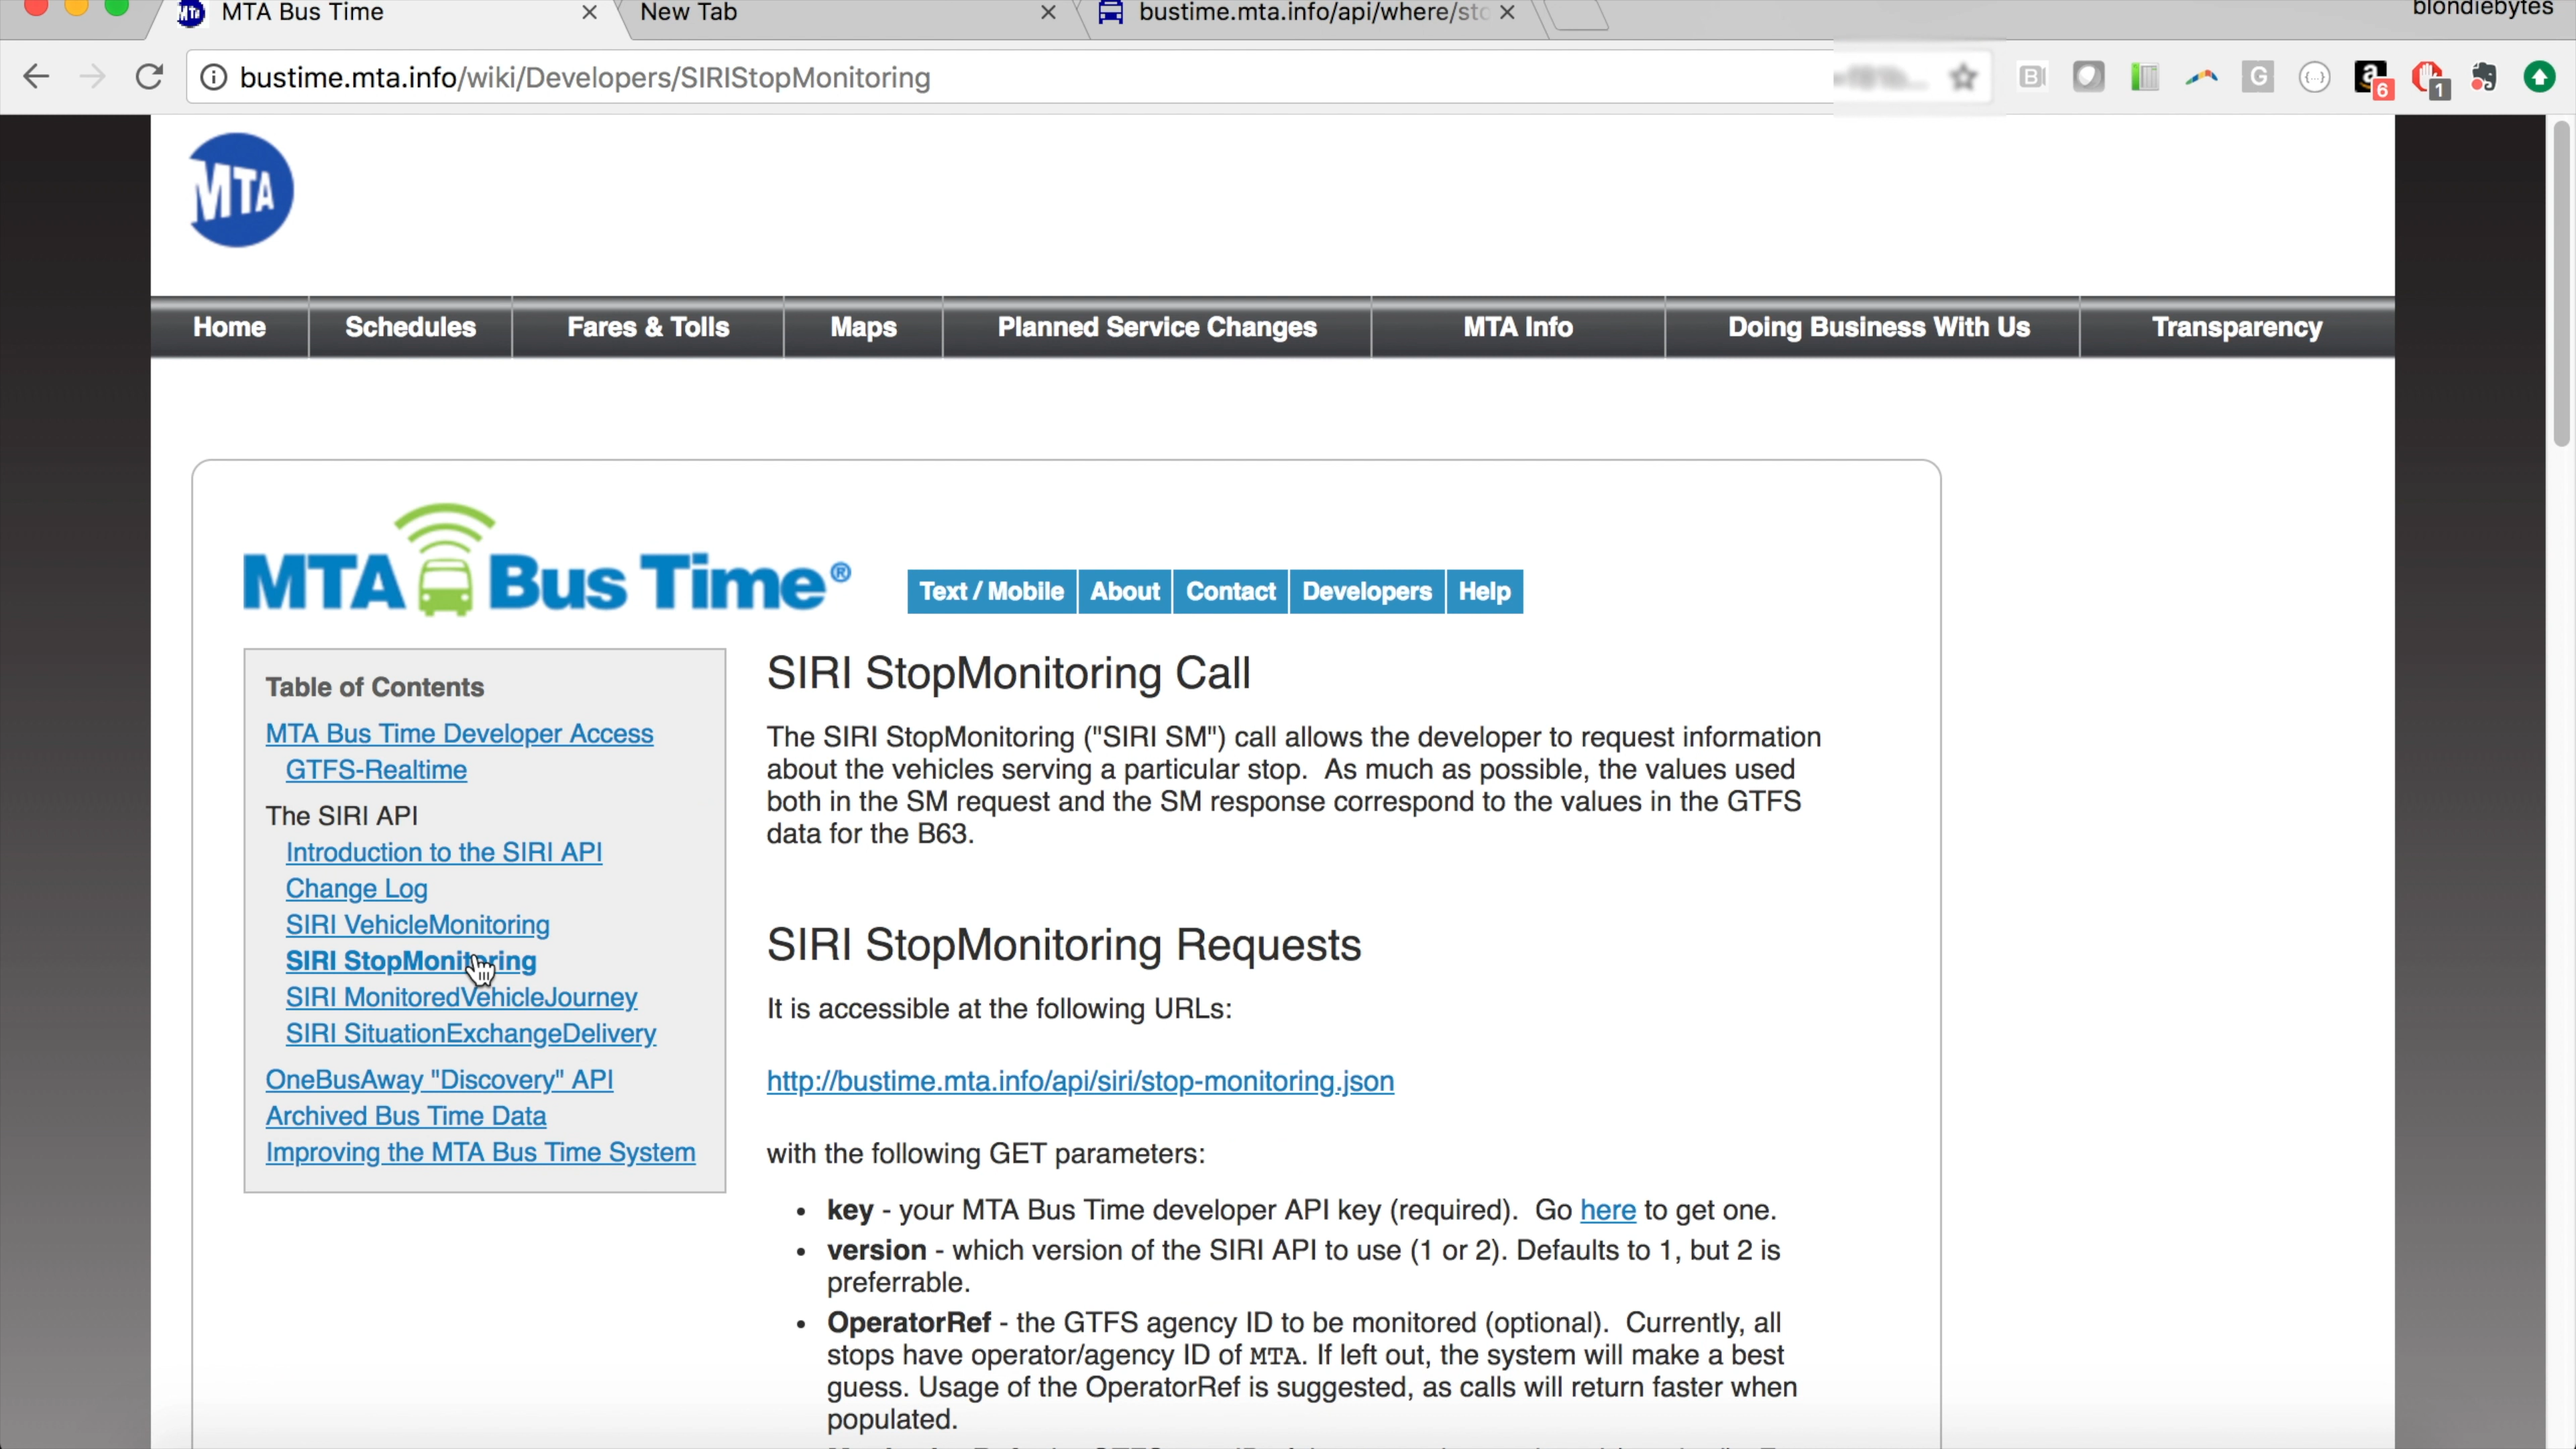 MTA Bus Time
New Tab
bustime.mta.info/api/where/sto
blondiebytes
bustime.mta.info/wiki/Developers/SIRIStopMonitoring
6
1
MTA
Home Schedules Fares & Tolls Maps Planned Service Changes MTA Info Doing Business With Us Transparency
MTA Bus Time®
Text / Mobile About Contact Developers Help
Table of Contents
MTA Bus Time Developer Access
GTFS-Realtime
The SIRI API
Introduction to the SIRI API
Change Log
SIRI VehicleMonitoring
SIRI StopMonitoring
SIRI MonitoredVehicleJourney
SIRI SituationExchangeDelivery
OneBusAway "Discovery" API
Archived Bus Time Data
Improving the MTA Bus Time System
SIRI StopMonitoring Call
The SIRI StopMonitoring ("SIRI SM") call allows the developer to request information
about the vehicles serving a particular stop. As much as possible, the values used
both in the SM request and the SM response correspond to the values in the GTFS
data for the B63.
SIRI StopMonitoring Requests
It is accessible at the following URLs:
http://bustime.mta.info/api/siri/stop-monitoring.json
with the following GET parameters:
• key - your MTA Bus Time developer API key (required). Go here to get one.
• version - which version of the SIRI API to use (1 or 2). Defaults to 1, but 2 is
preferrable.
• OperatorRef - the GTFS agency ID to be monitored (optional). Currently, all
stops have operator/agency ID of MTA. If left out, the system will make a best
guess. Usage of the OperatorRef is suggested, as calls will return faster when
populated.